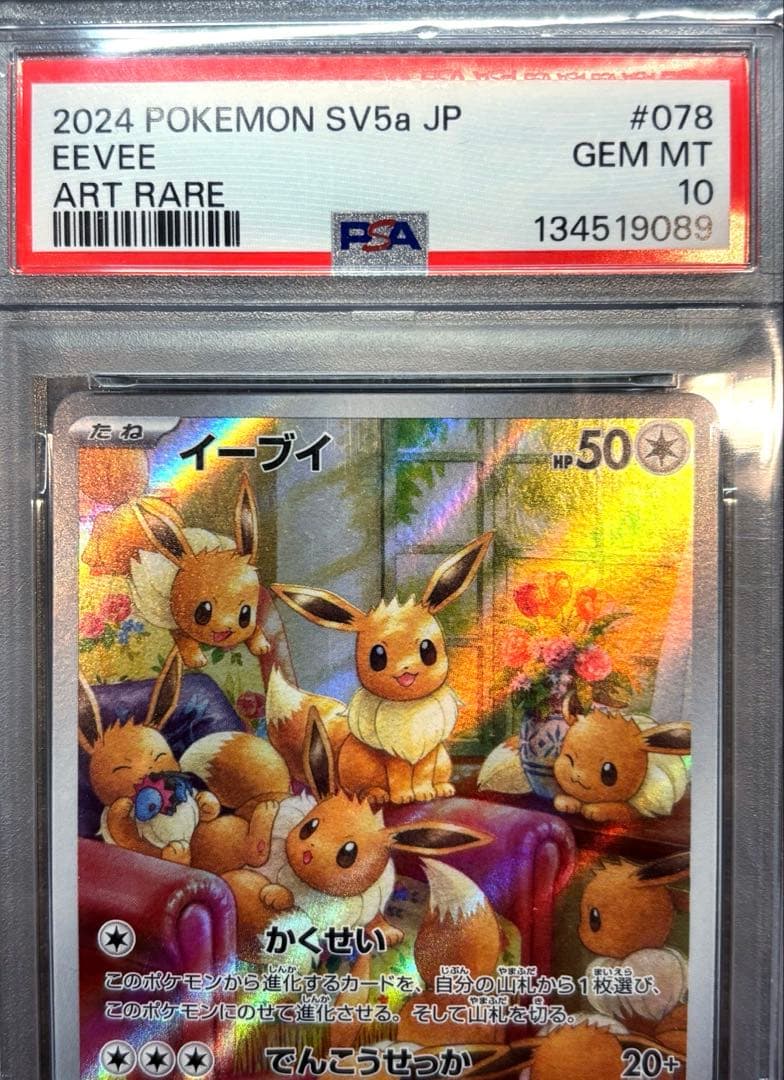 2024 POKEMON SV5a JP #078
EEVEE GEM MT
ART RARE 10
PSA 134519089
たね イーブイ HP50
かくせい
このポケモンから進化するカードを、自分の山札から1枚選び、
このポケモンにのせて進化させる。そして山札を切る。
でんこうせっか 20+